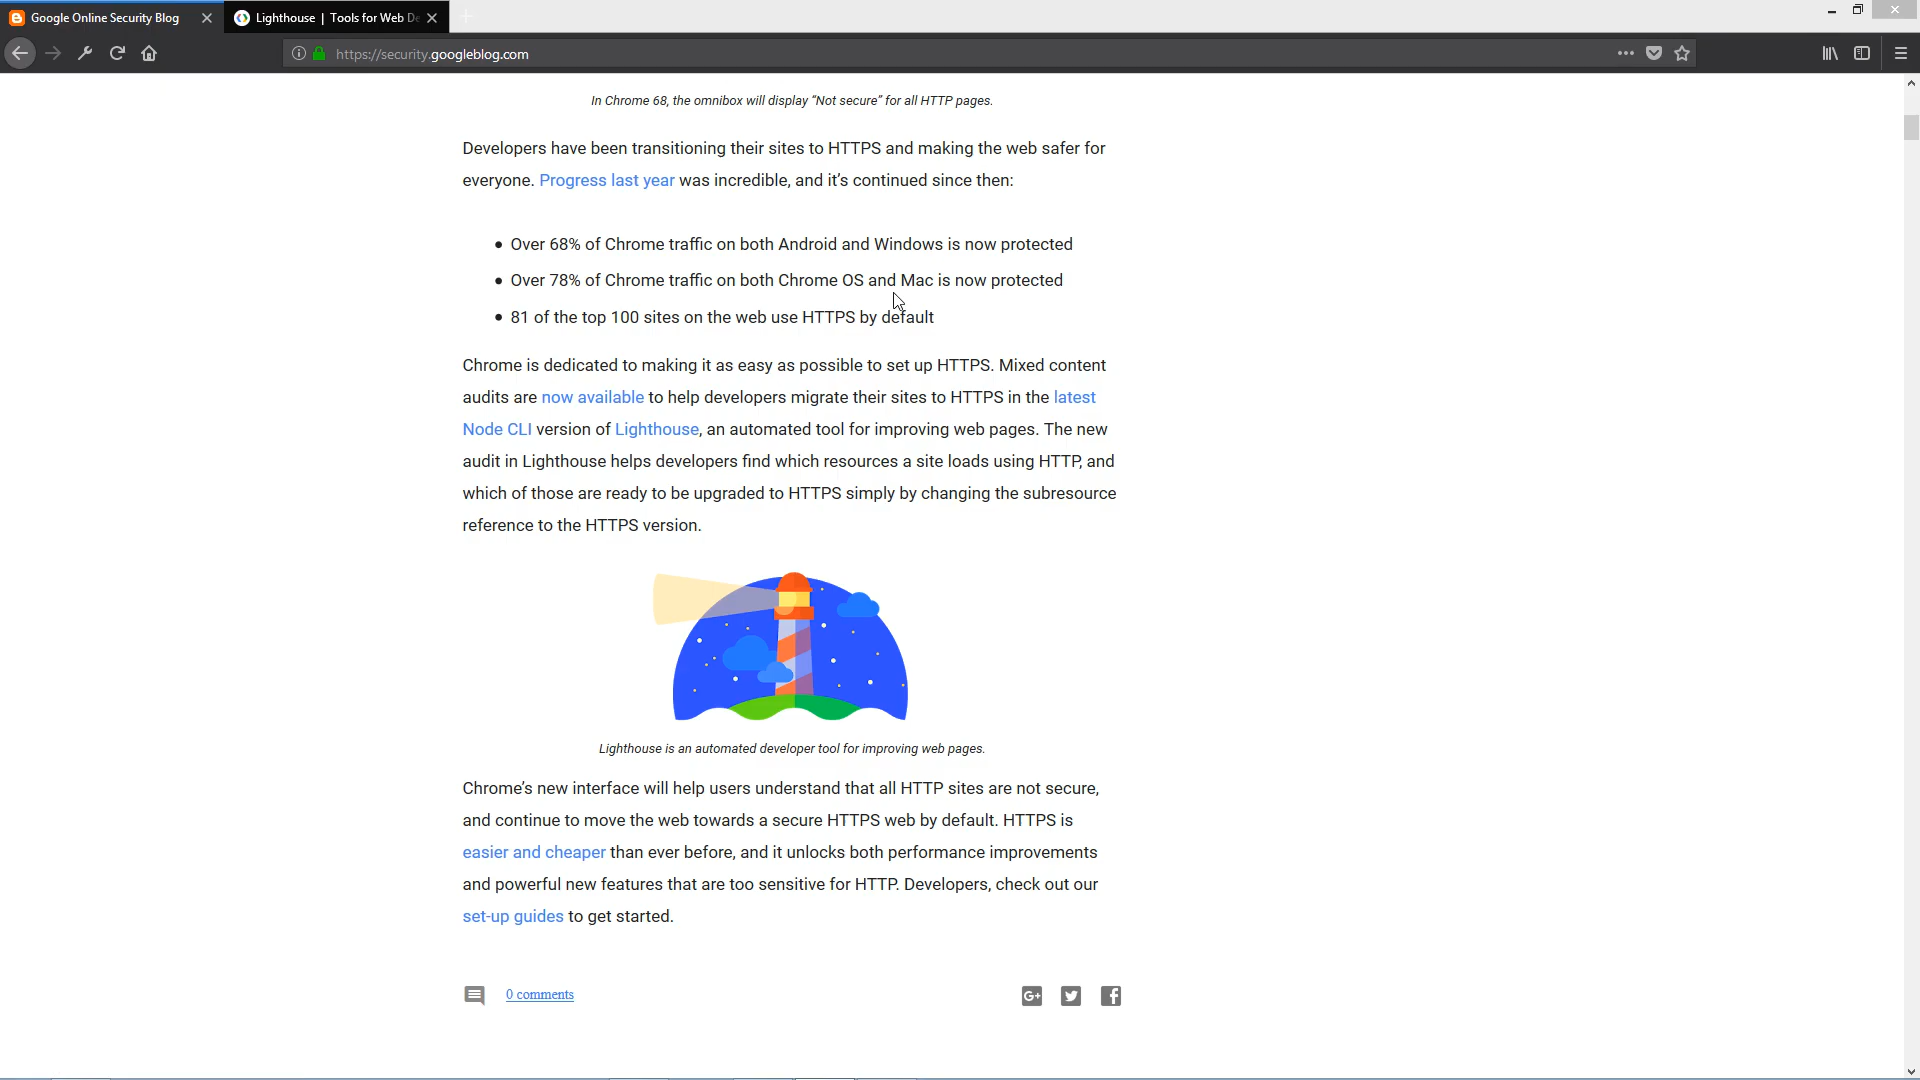 Google Online Security Blog
Lighthouse | Tools for Web De
https://security.googleblog.com
In Chrome 68, the omnibox will display “Not secure” for all HTTP pages.
Developers have been transitioning their sites to HTTPS and making the web safer for
everyone. Progress last year was incredible, and it’s continued since then:
Over 68% of Chrome traffic on both Android and Windows is now protected
Over 78% of Chrome traffic on both Chrome OS and Mac is now protected
81 of the top 100 sites on the web use HTTPS by default
Chrome is dedicated to making it as easy as possible to set up HTTPS. Mixed content
audits are now available to help developers migrate their sites to HTTPS in the latest
Node CLI version of Lighthouse, an automated tool for improving web pages. The new
audit in Lighthouse helps developers find which resources a site loads using HTTP, and
which of those are ready to be upgraded to HTTPS simply by changing the subresource
reference to the HTTPS version.
Lighthouse is an automated developer tool for improving web pages.
Chrome’s new interface will help users understand that all HTTP sites are not secure,
and continue to move the web towards a secure HTTPS web by default. HTTPS is
easier and cheaper than ever before, and it unlocks both performance improvements
and powerful new features that are too sensitive for HTTP. Developers, check out our
set-up guides to get started.
0 comments
G+